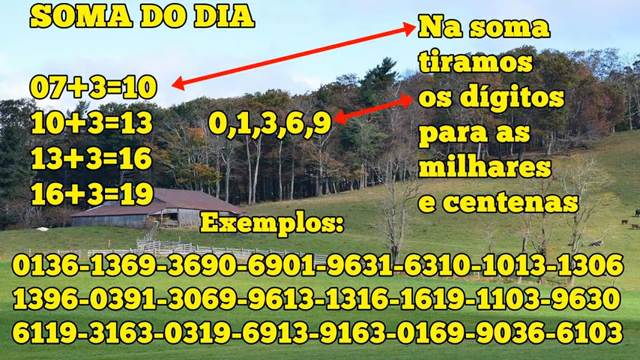 SOMA DO DIA
07+3=10
10+3=13
13+3=16
16+3=19
0,1,3,6,9
Na soma
tiramos
os dígitos
para as
milhares
e centenas
Exemplos:
0136-1369-3690-6901-9631-6310-1013-1306
1396-0391-3069-9613-1316-1619-1103-9630
6119-3163-0319-6913-9163-0169-9036-6103